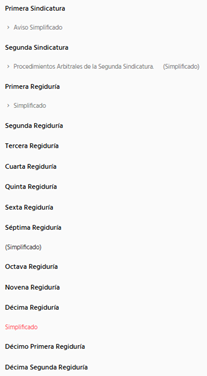 Primera Sindicatura
› Aviso Simplificado
Segunda Sindicatura
› Procedimientos Arbitrales de la Segunda Sindicatura (Simplificado)
Primera Regiduría
› Simplificado
Segunda Regiduría
Tercera Regiduría
Cuarta Regiduría
Quinta Regiduría
Sexta Regiduría
Séptima Regiduría
(Simplificado)
Octava Regiduría
Novena Regiduría
Décima Regiduría
Simplificado
Décimo Primera Regiduría
Décima Segunda Regiduría